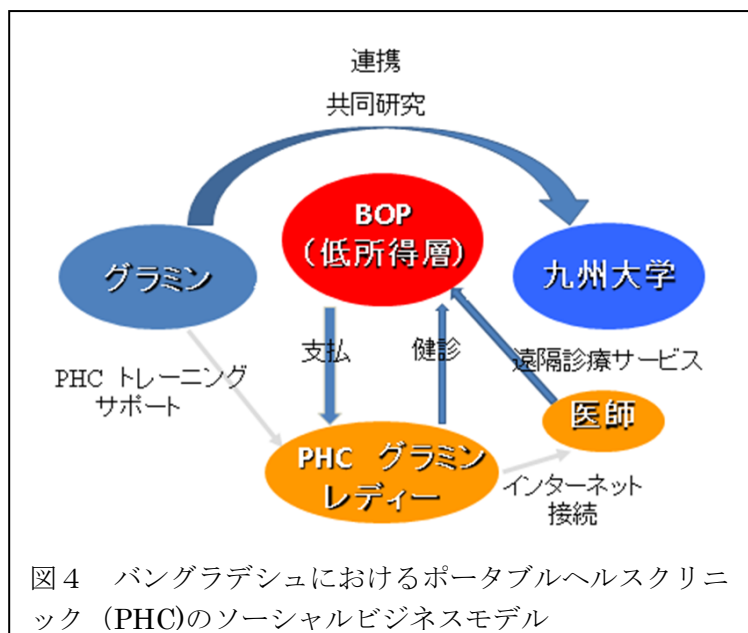 連携
共同研究
BOP
（低所得層）
グラミン
九州大学
支払
健診
遠隔診療サービス
PHC トレーニング
サポート
医師
PHC グラミン
レディー
インターネット
接続
図４　バングラデシュにおけるポータブルヘルスクリニ
ック (PHC)のソーシャルビジネスモデル